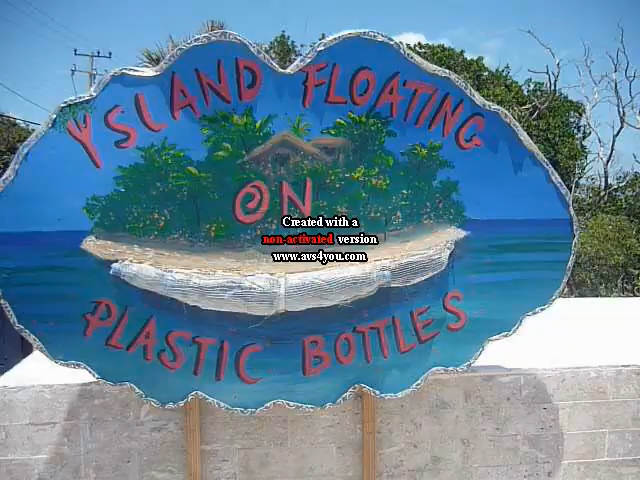 YSLAND FLOATING
ON
Created with a
non-activated version
www.avs4you.com
PLASTIC BOTTLES